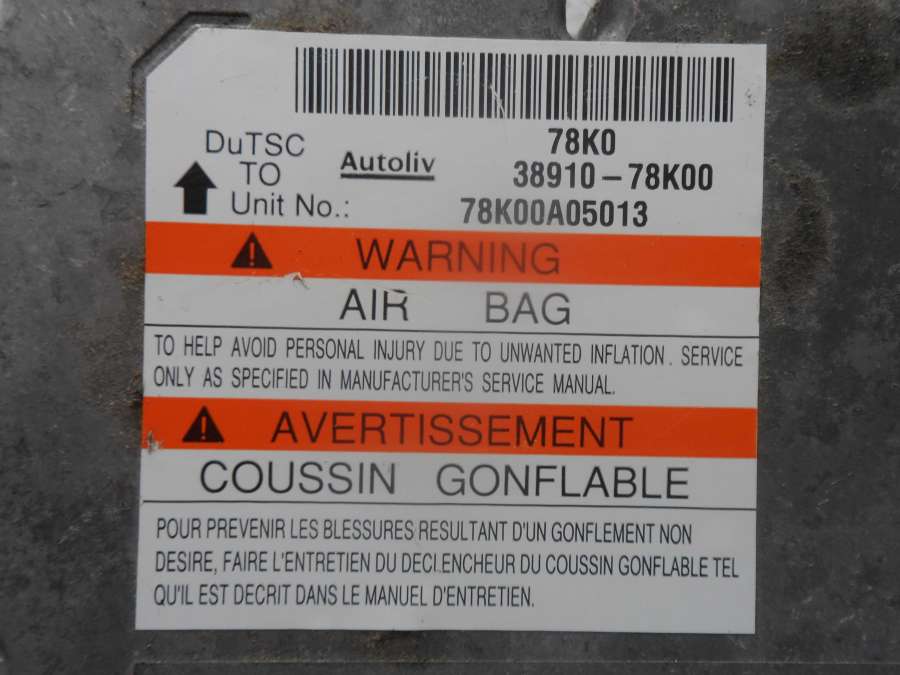 78K0
DuTSC
Autoliv
38910-78K00
TO
Unit No.:
78K00A05013
WARNING
AIR BAG
TO HELP AVOID PERSONAL INJURY DUE TO UNWANTED INFLATION. SERVICE
ONLY AS SPECIFIED IN MANUFACTURER'S SERVICE MANUAL.
AVERTISSEMENT
COUSSIN GONFLABLE
POUR PREVENIR LES BLESSURES RESULTANT D'UN GONFLEMENT NON
DESIRE, FAIRE L'ENTRETIEN DU DECLENCHEUR DU COUSSIN GONFLABLE TEL
QU'IL EST DECRIT DANS LE MANUEL D'ENTRETIEN.